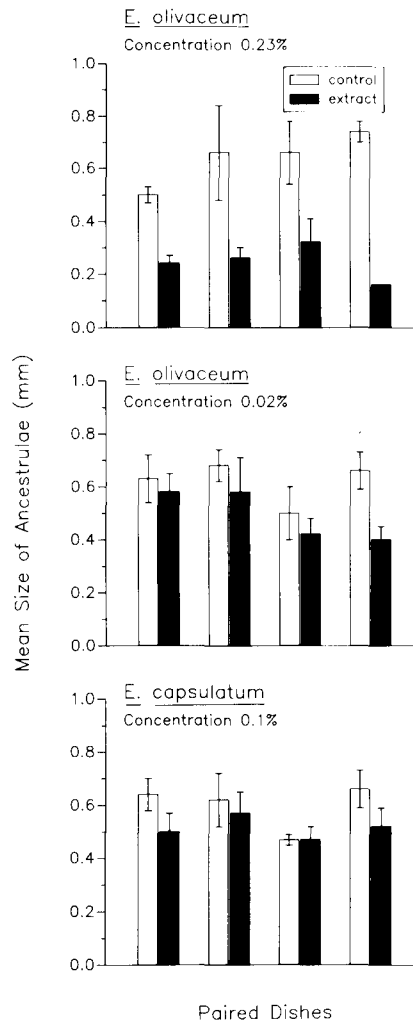 E. olivaceum
Concentration 0.23%
control
extract
1.0
0.8
0.6
0.4
0.2
0.0
E. olivaceum
Concentration 0.02%
1.0
0.8
0.6
0.4
0.2
0.0
E. capsulatum
Concentration 0.1%
1.0
0.8
0.6
0.4
0.2
0.0
Mean Size of Ancestrulae (mm)
Paired Dishes